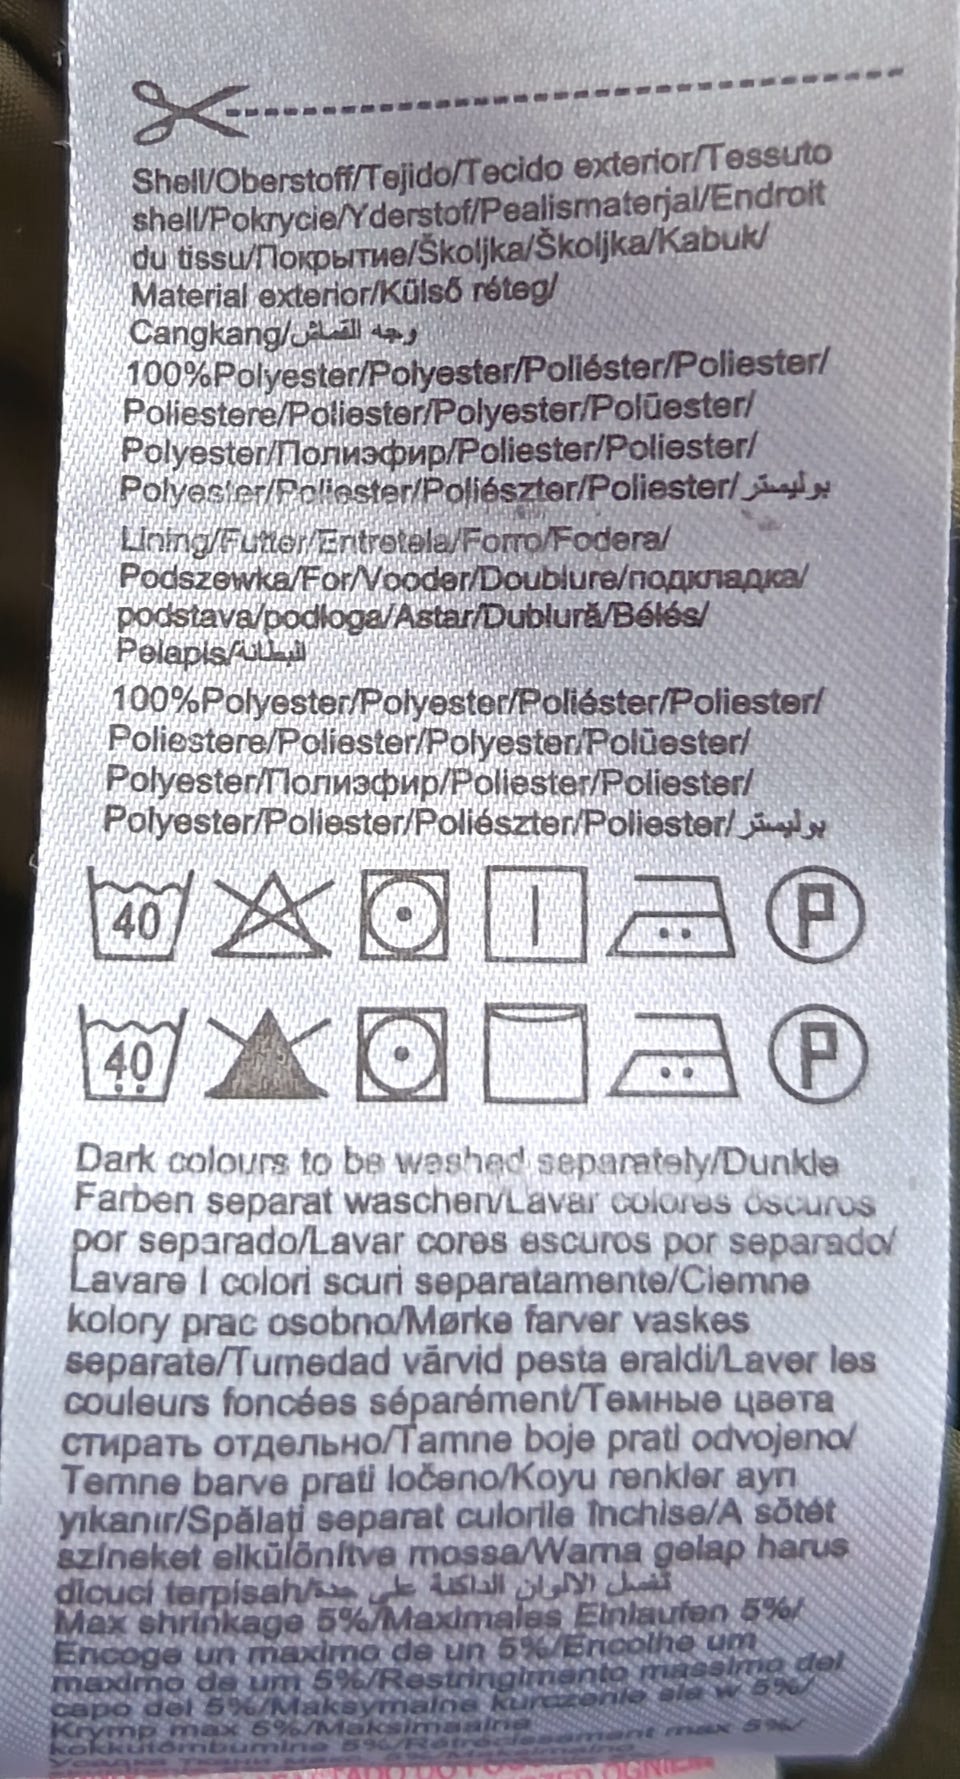 Shell/Oberstoff/Tejido/Tecido exterior/Tessuto
shell/Pokrycie/Yderstof/Pealismaterjal/Endroit
du tissu/Покрытие/Školjka/Školjka/Kabuk/
Material exterior/Külső réteg/
Cangkang/وجه القماش
100%Polyester/Polyester/Poliéster/Poliester/
Poliestere/Poliester/Polyester/Polüester/
Polyester/Полиэфир/Poliester/Poliester/
Polyester/Poliester/Poliészter/Poliester/بوليستر
Lining/Futter/Entretela/Forro/Fodera/
Podszewka/For/Vooder/Doublure/подкладка/
podstava/podloga/Astar/Dublură/Bélés/
Pelapis/البطانة
100%Polyester/Polyester/Poliéster/Poliester/
Poliestere/Poliester/Polyester/Polüester/
Polyester/Полиэфир/Poliester/Poliester/
Polyester/Poliester/Poliészter/Poliester/بوليستر
40 P
40 P
Dark colours to be washed separately/Dunkle
Farben separat waschen/Lavar colores oscuros
por separado/Lavar cores escuros por separado/
Lavare I colori scuri separatamente/Ciemne
kolory prac osobno/Mørke farver vaskes
separate/Tumedad värvid pesta eraldi/Laver les
couleurs foncées séparément/Темные цвета
стирать отдельно/Tamne boje prati odvojeno/
Temne barve prati ločeno/Koyu renkler ayrı
yıkanır/Spălați separat culorile închise/A sötét
színeket elkülönítve mossa/Warna gelap harus
dicuci terpisah/تغسل الالوان الداكنة على حدة
Max shrinkage 5%/Maximales Einlaufen 5%/
Encoge un maximo de un 5%/Encolhe um
maximo de um 5%/Restringimento massimo del
capo del 5%/Maksymalne kurczenie sie w 5%/
Krymp max 5%/Maksimaalne
kokkutõmbumine 5%/Rétrécissement max 5%/